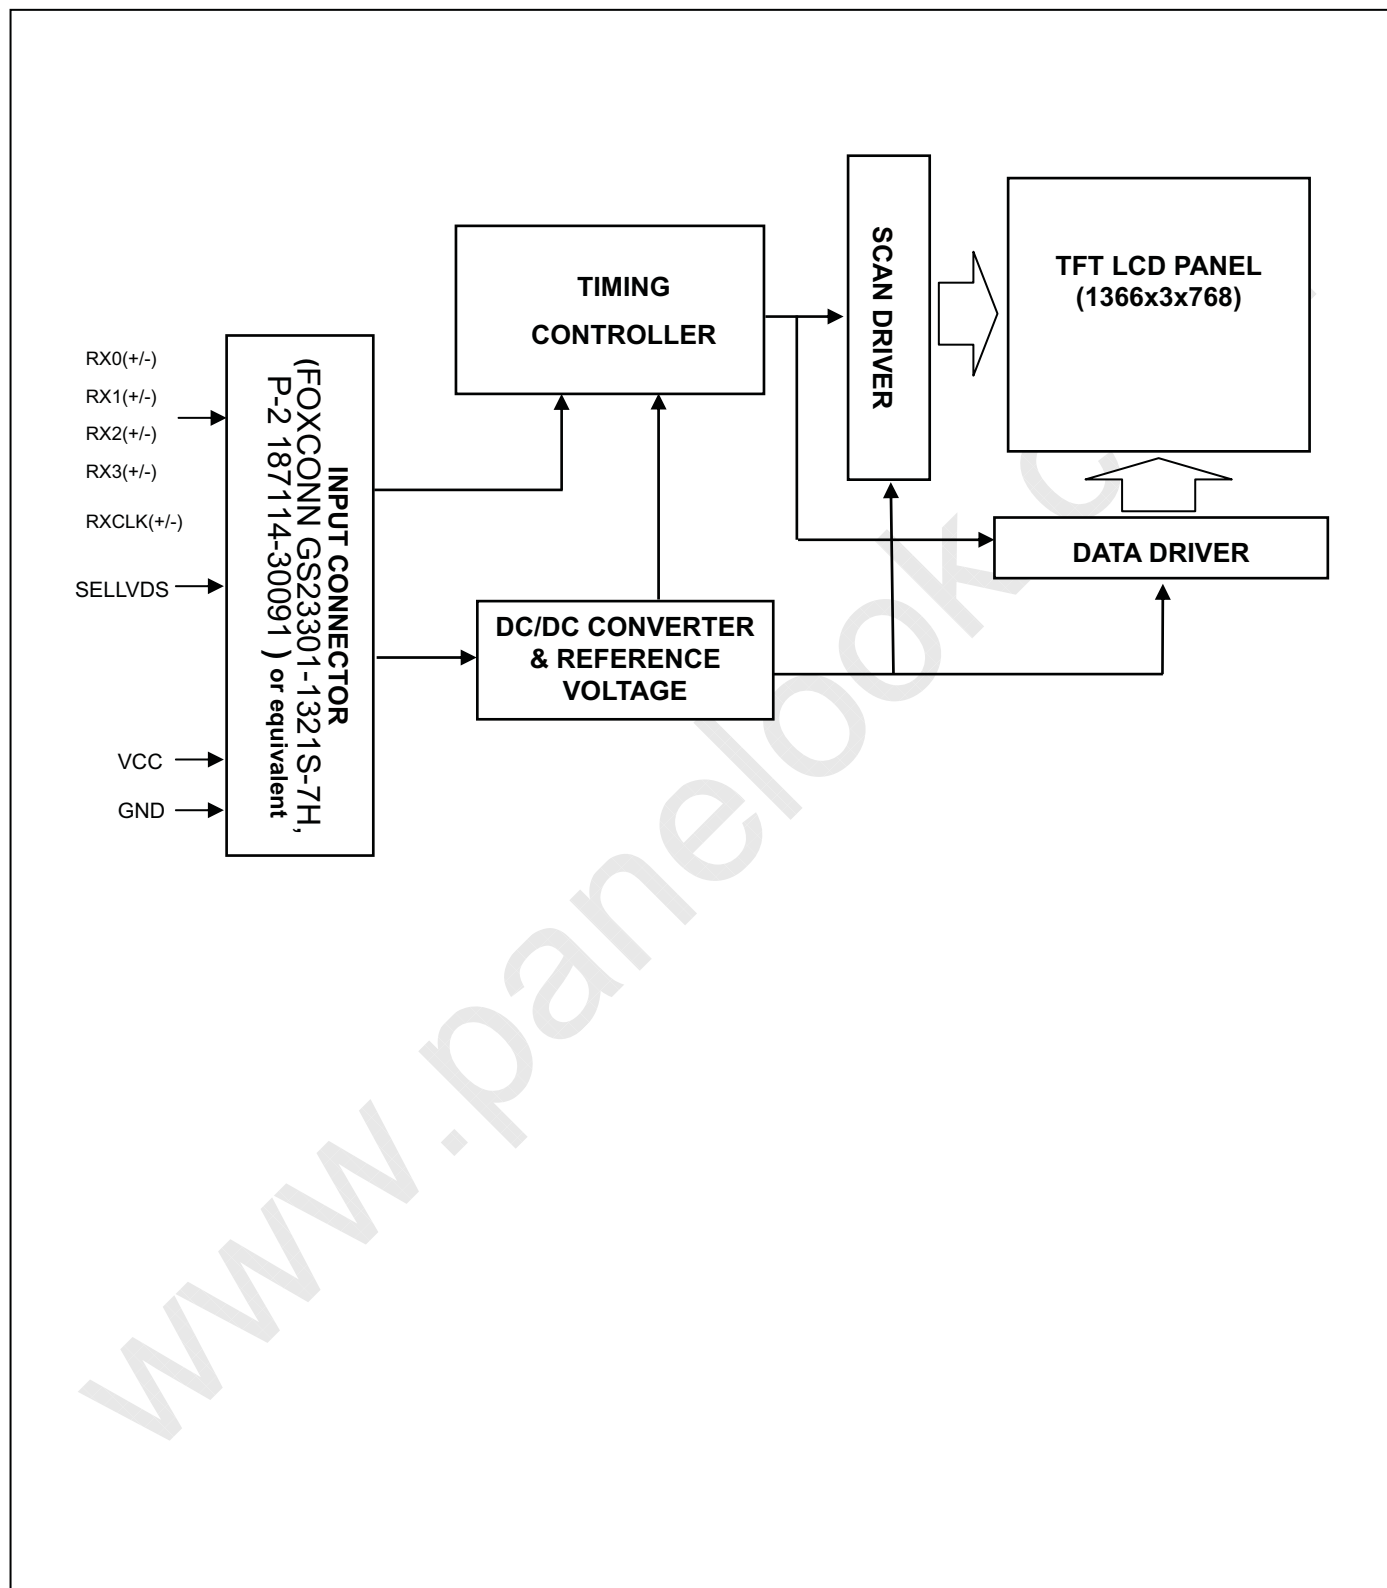 RX0(+/-)
RX1(+/-)
RX2(+/-)
RX3(+/-)
RXCLK(+/-)
SELLVDS
VCC
GND
INPUT CONNECTOR
(FOXCONN GS23301-1321S-7H,
P-2 187114-30091 ) or equivalent
TIMING
CONTROLLER
DC/DC CONVERTER
& REFERENCE
VOLTAGE
SCAN DRIVER
TFT LCD PANEL
(1366x3x768)
DATA DRIVER
www.panelook.c